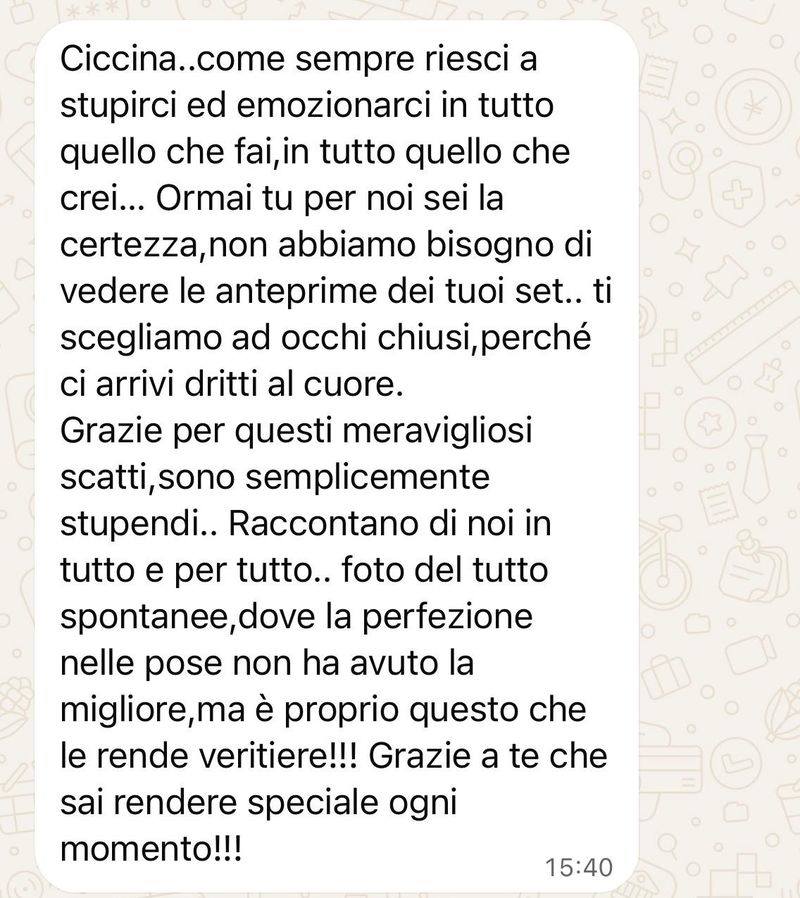 Ciccina..come sempre riesci a
stupirci ed emozionarci in tutto
quello che fai,in tutto quello che
crei... Ormai tu per noi sei la
certezza,non abbiamo bisogno di
vedere le anteprime dei tuoi set.. ti
scegliamo ad occhi chiusi,perché
ci arrivi dritti al cuore.
Grazie per questi meravigliosi
scatti,sono semplicemente
stupendi.. Raccontano di noi in
tutto e per tutto.. foto del tutto
spontanee,dove la perfezione
nelle pose non ha avuto la
migliore,ma è proprio questo che
le rende veritiere!!! Grazie a te che
sai rendere speciale ogni
momento!!!
15:40